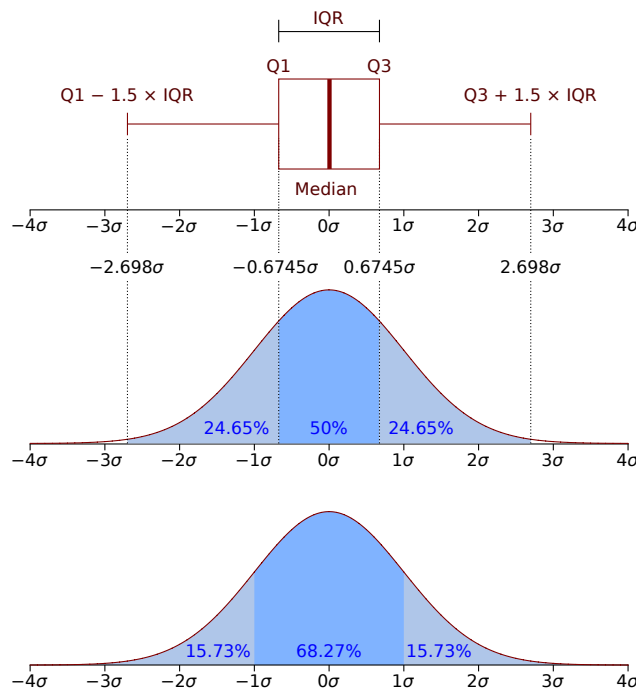 IQR
Q1 Q3
Q1 − 1.5 × IQR Q3 + 1.5 × IQR
Median
−4σ −3σ −2σ −1σ 0σ 1σ 2σ 3σ 4σ
−2.698σ −0.6745σ 0.6745σ 2.698σ
24.65% 50% 24.65%
−4σ −3σ −2σ −1σ 0σ 1σ 2σ 3σ 4σ
15.73% 68.27% 15.73%
−4σ −3σ −2σ −1σ 0σ 1σ 2σ 3σ 4σ